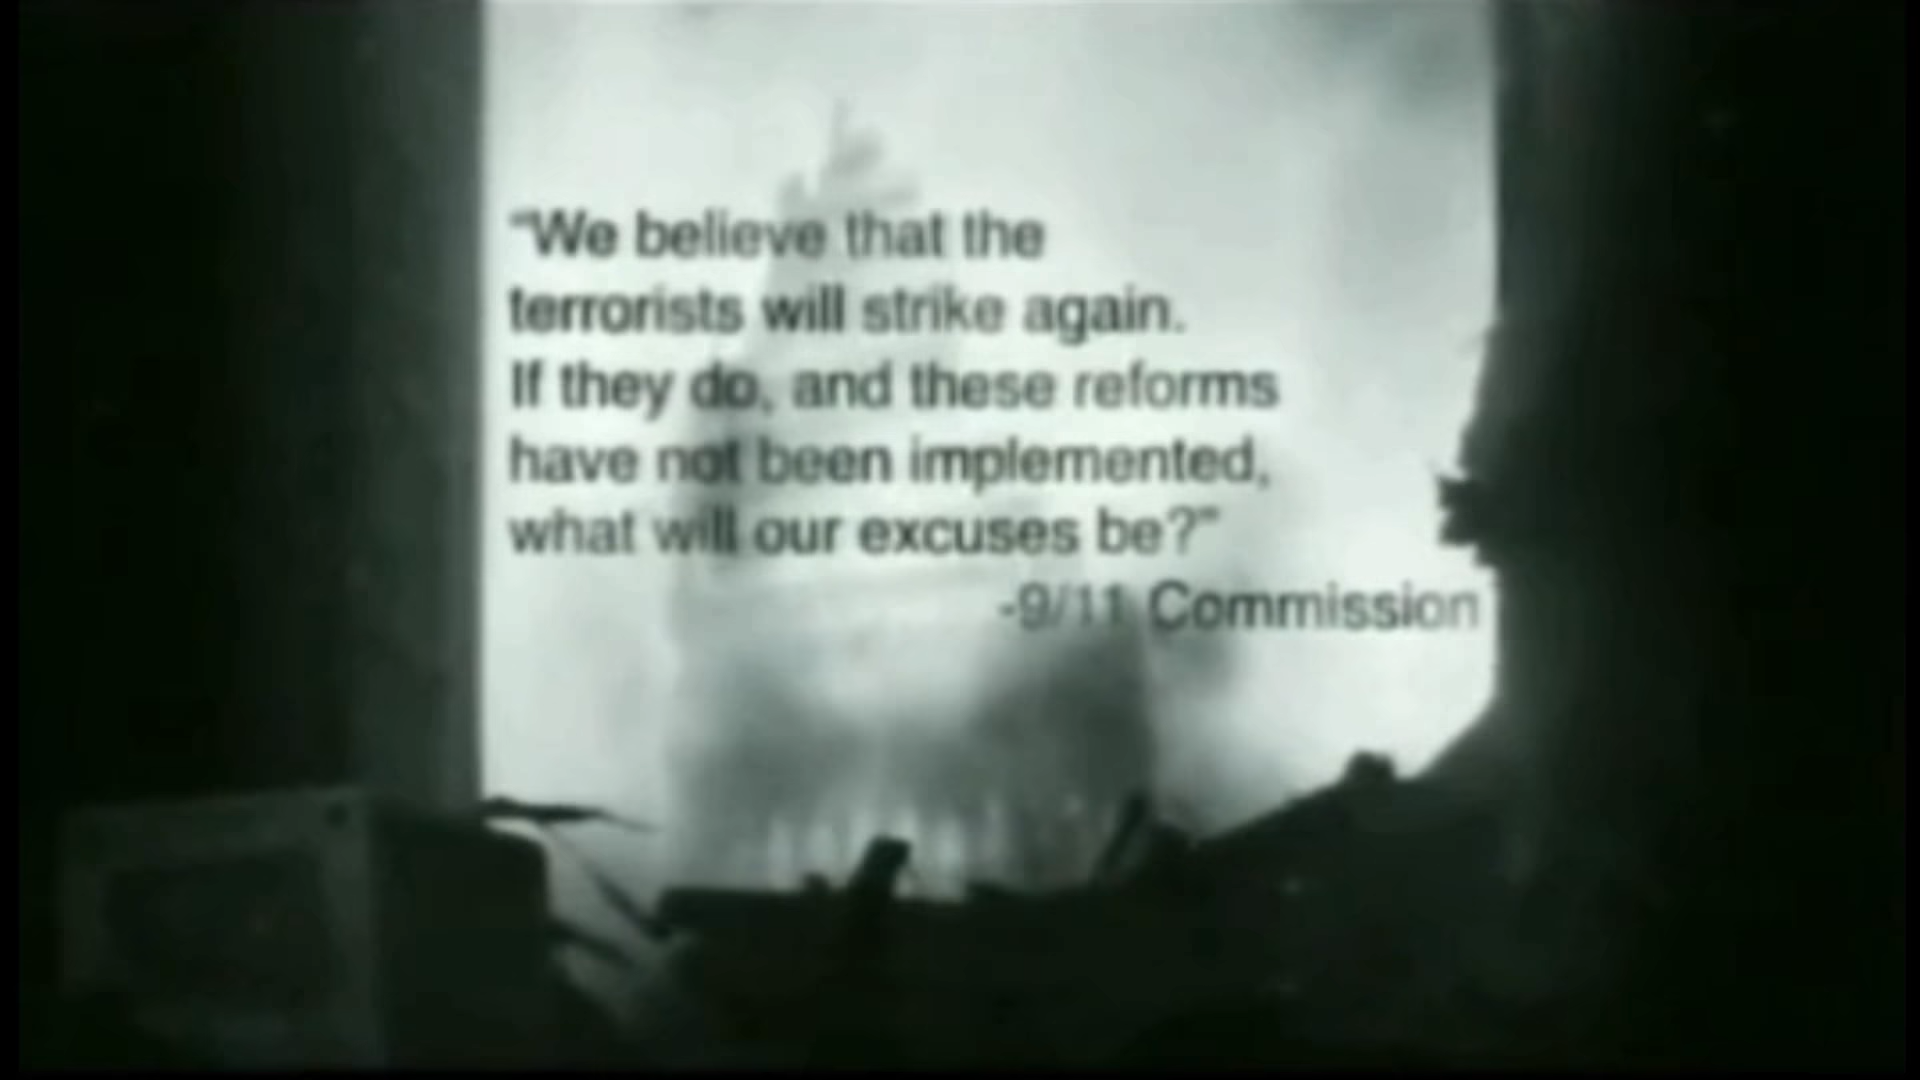 “We believe that the
terrorists will strike again.
If they do, and these reforms
have not been implemented,
what will our excuses be?”
-9/11 Commission